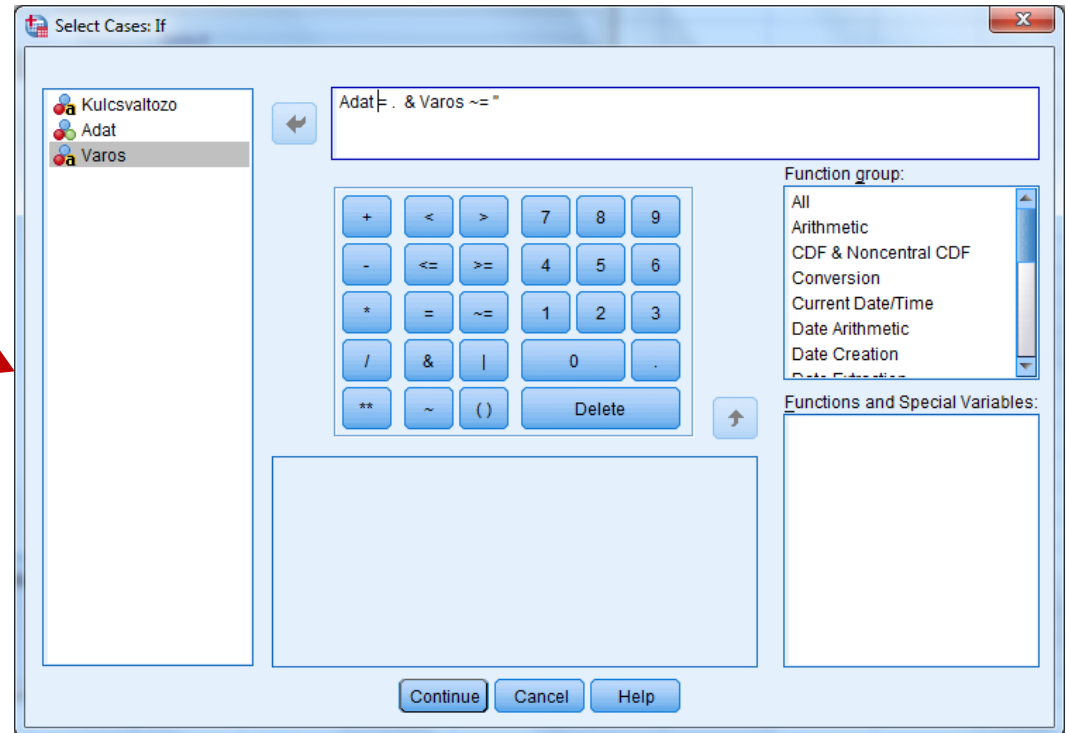 Select Cases: If
Kulcsvaltozo
Adat
Varos
Adat = . & Varos ~= ''
Function group:
All
Arithmetic
CDF & Noncentral CDF
Conversion
Current Date/Time
Date Arithmetic
Date Creation
Date Extraction
+ < > 7 8 9
- <= >= 4 5 6
* = ~= 1 2 3
/ & | 0 .
** ~ ( ) Delete
Functions and Special Variables:
Continue Cancel Help